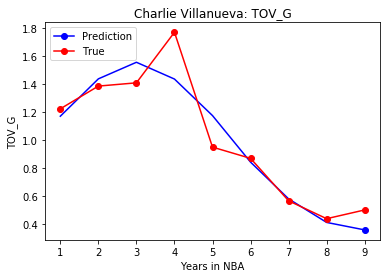 Charlie Villanueva: TOV_G
Prediction
True
TOV_G
1.8
1.6
1.4
1.2
1.0
0.8
0.6
0.4
1 2 3 4 5 6 7 8 9
Years in NBA